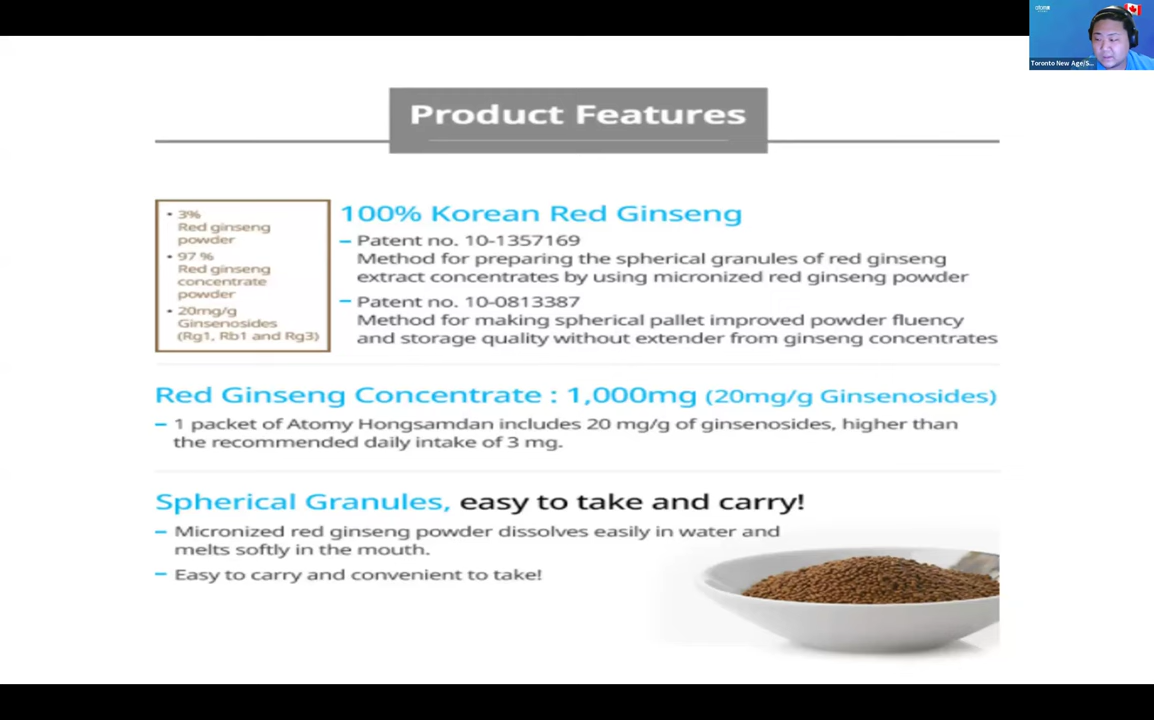 Toronto New Age/S...
Product Features
• 3%
Red ginseng
powder
• 97 %
Red ginseng
concentrate
powder
• 20mg/g
Ginsenosides
(Rg1, Rb1 and Rg3)
100% Korean Red Ginseng
– Patent no. 10-1357169
Method for preparing the spherical granules of red ginseng
extract concentrates by using micronized red ginseng powder
– Patent no. 10-0813387
Method for making spherical pallet improved powder fluency
and storage quality without extender from ginseng concentrates
Red Ginseng Concentrate : 1,000mg (20mg/g Ginsenosides)
– 1 packet of Atomy Hongsamdan includes 20 mg/g of ginsenosides, higher than
the recommended daily intake of 3 mg.
Spherical Granules, easy to take and carry!
– Micronized red ginseng powder dissolves easily in water and
melts softly in the mouth.
– Easy to carry and convenient to take!